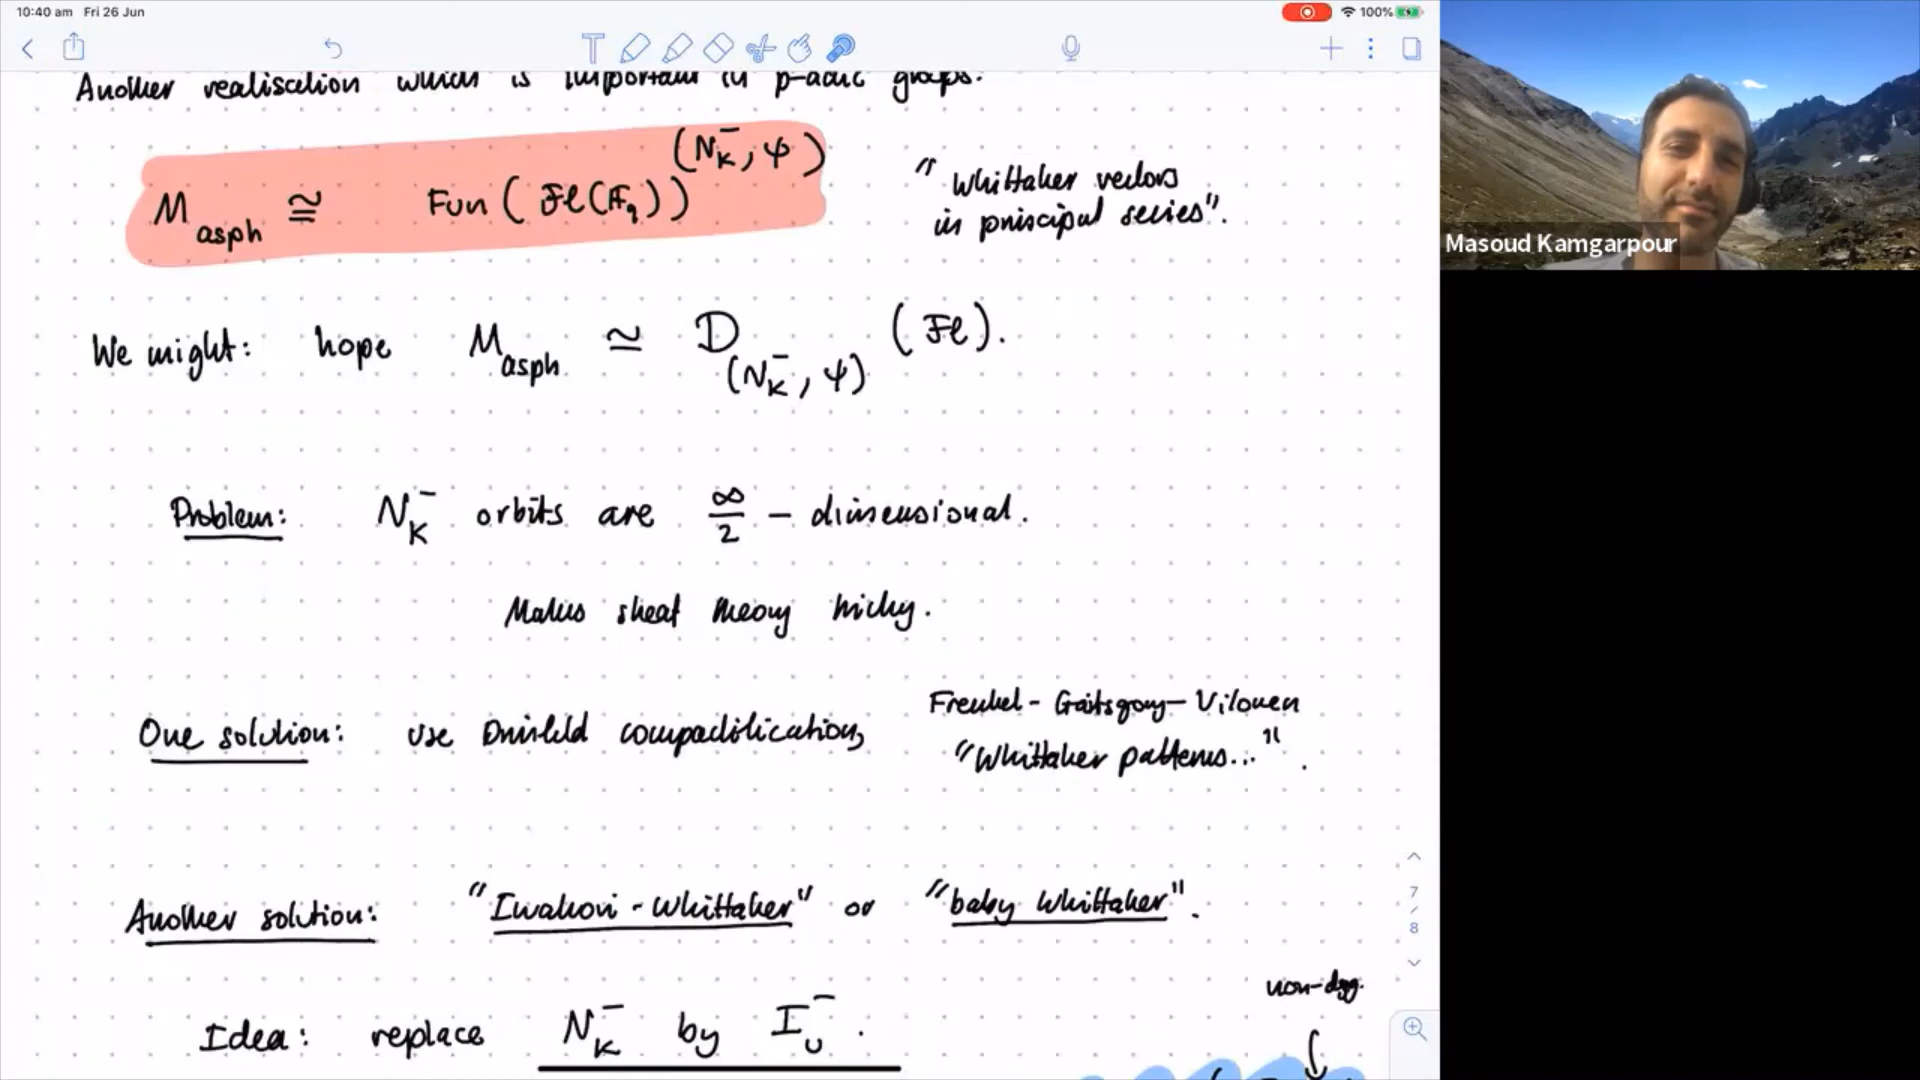 10:40 am Fri 26 Jun
100%
Another realisation which is important in p-adic groups.
M_asph ≅ Fun(Fl(F_q))^(N_K^-, ψ)
"Whittaker vectors
in principal series".
Masoud Kamgarpour
We might: hope M_asph ≃ D_(N_K^-, ψ) (Fl).
Problem: N_K^- orbits are ∞/2 - dimensional.
Makes sheaf theory tricky.
One solution: use Drinfeld compactification,
Frenkel - Gaitsgory - Vilonen
"Whittaker patterns...".
Another solution: "Iwahori - Whittaker" or "baby Whittaker".
7
/
8
non-deg.
Idea: replace N_K^- by I_u^-.